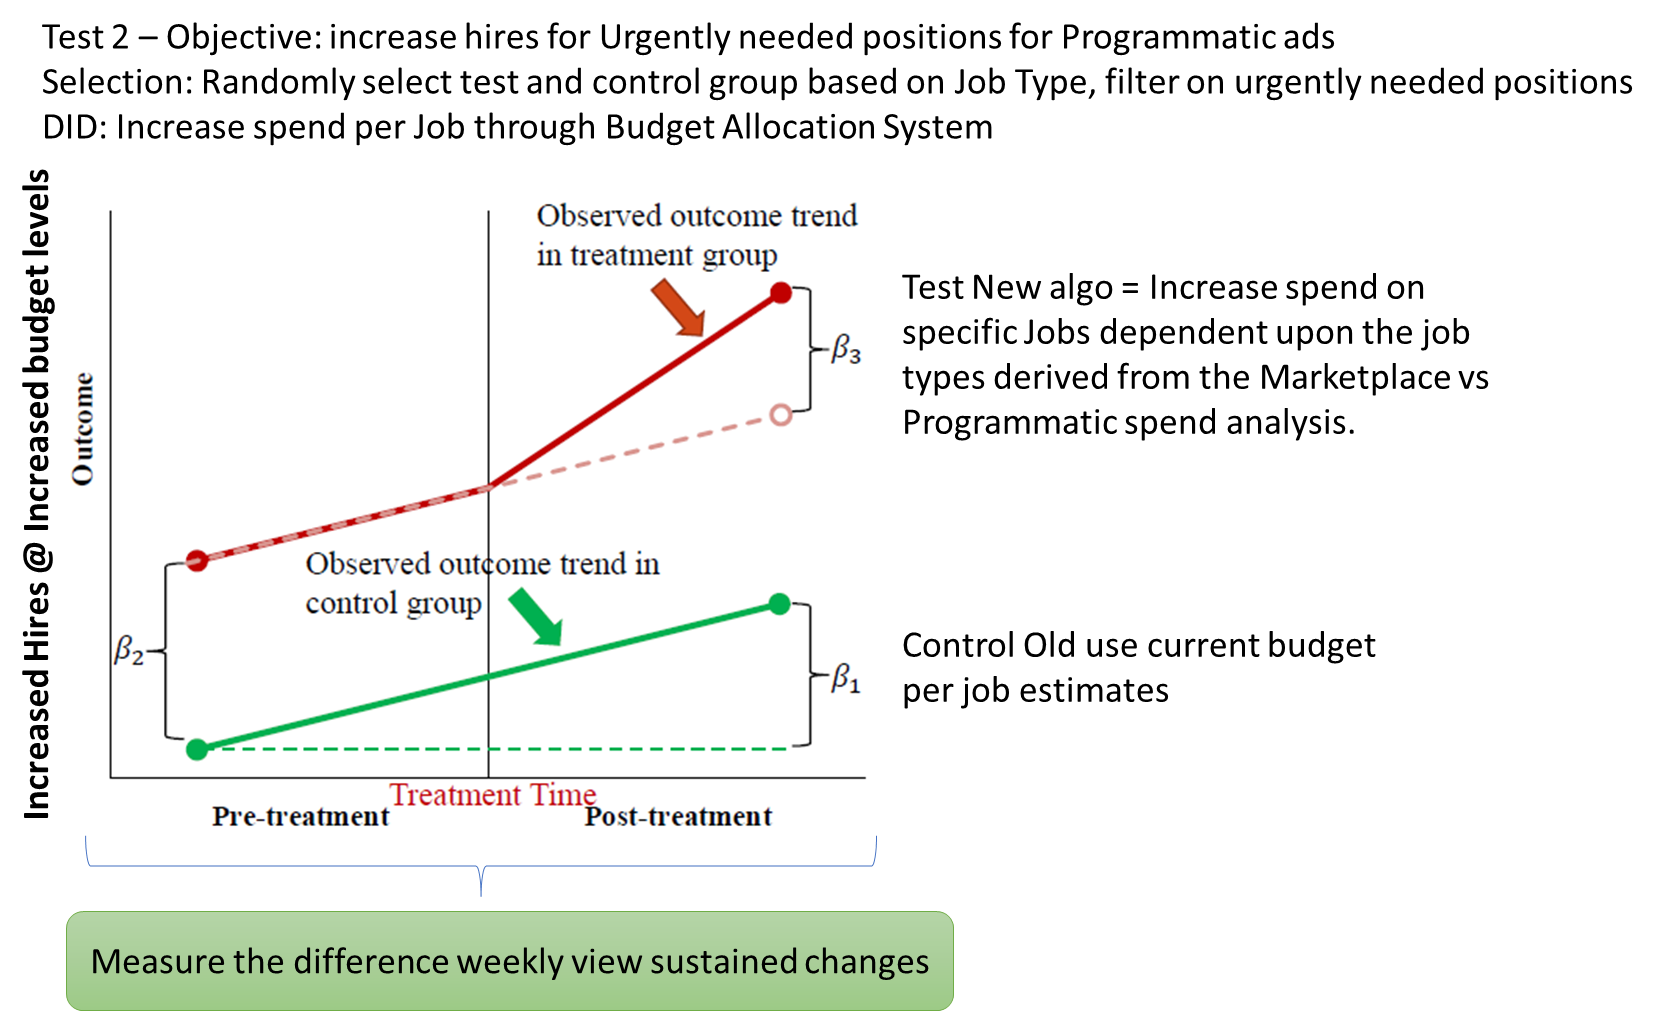 Test 2 – Objective: increase hires for Urgently needed positions for Programmatic ads
Selection: Randomly select test and control group based on Job Type, filter on urgently needed positions
DID: Increase spend per Job through Budget Allocation System
Increased Hires @ Increased budget levels
Outcome
Observed outcome trend
in treatment group
β3
Test New algo = Increase spend on
specific Jobs dependent upon the job
types derived from the Marketplace vs
Programmatic spend analysis.
Observed outcome trend in
control group
β2
β1
Control Old use current budget
per job estimates
Treatment Time
Pre-treatment
Post-treatment
Measure the difference weekly view sustained changes